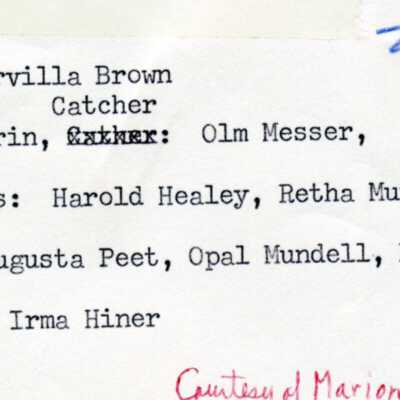 rvilla Brown
Catcher
rin, Cxtxer: Olm Messer,
s: Harold Healey, Retha Mu
ugusta Peet, Opal Mundell,
Irma Hiner
Courtesy of Marion